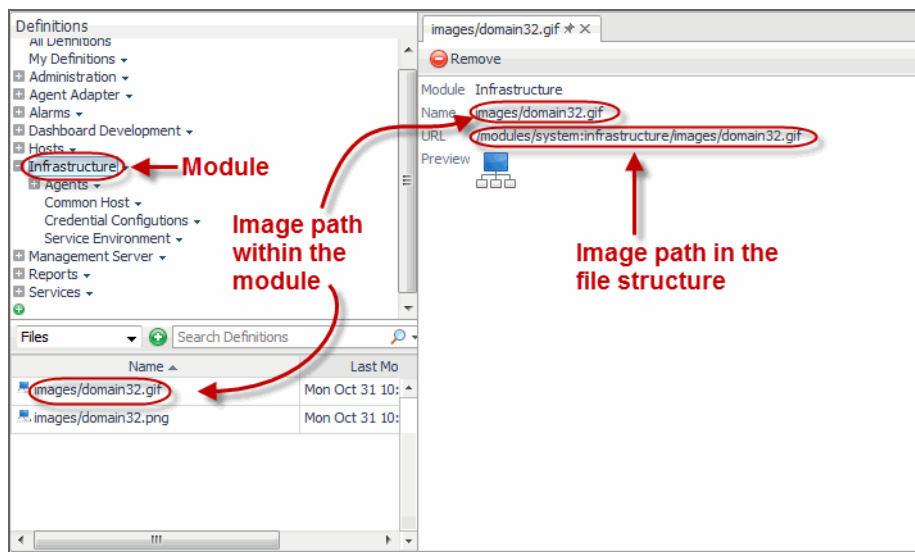 Definitions
All Definitions
My Definitions
Administration
Agent Adapter
Alarms
Dashboard Development
Hosts
Infrastructure
Agents
Common Host
Credential Configutions
Service Environment
Management Server
Reports
Services
Module
Image path
within the
module
Files
Search Definitions
Name
Last Mo
images/domain32.gif
Mon Oct 31 10:
images/domain32.png
Mon Oct 31 10:
images/domain32.gif
Remove
Module Infrastructure
Name images/domain32.gif
URL /modules/system:infrastructure/images/domain32.gif
Preview
Image path in the
file structure